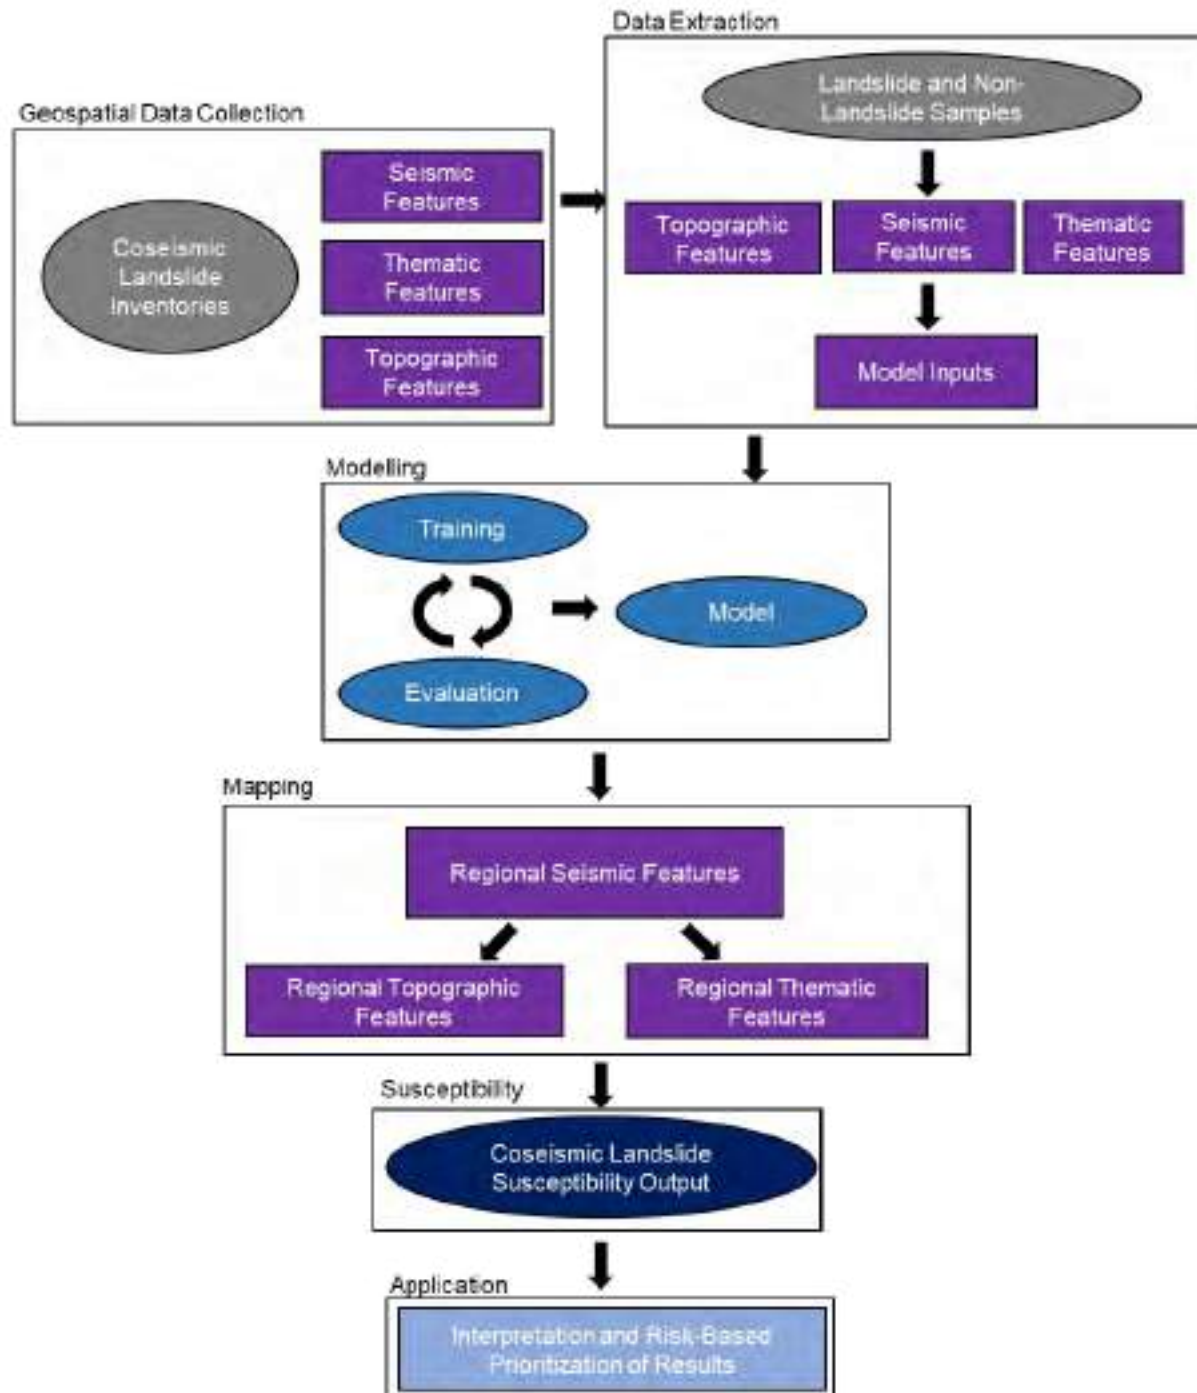 Geospatial Data Collection
Coseismic
Landslide
Inventories
Seismic
Features
Thematic
Features
Topographic
Features
Data Extraction
Landslide and Non-
Landslide Samples
Topographic
Features
Seismic
Features
Thematic
Features
Model Inputs
Modelling
Training
Evaluation
Model
Mapping
Regional Seismic Features
Regional Topographic
Features
Regional Thematic
Features
Susceptibility
Coseismic Landslide
Susceptibility Output
Application
Interpretation and Risk-Based
Prioritization of Results